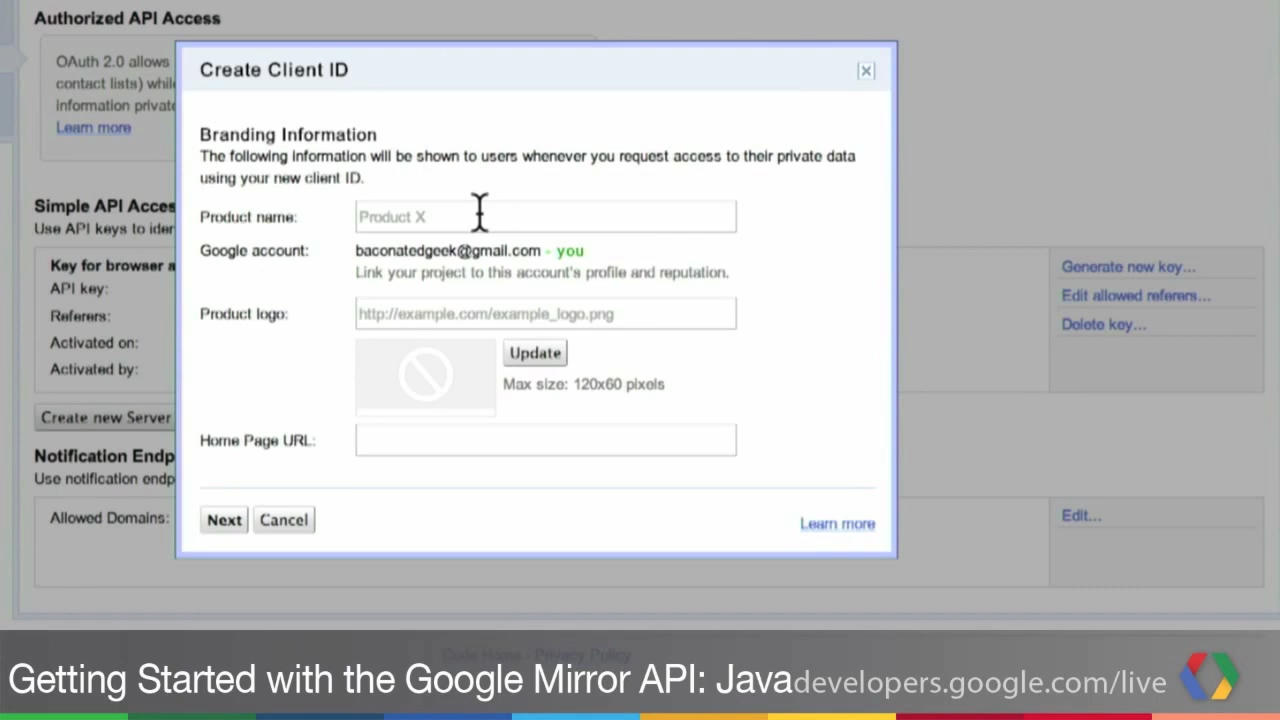 Authorized API Access
OAuth 2.0 allows
contact lists) while
information private
Learn more
Create Client ID
Branding Information
The following information will be shown to users whenever you request access to their private data
using your new client ID.
Product name:
Product X
Google account:
baconatedgeek@gmail.com - you
Link your project to this account's profile and reputation.
Product logo:
http://example.com/example_logo.png
Update
Max size: 120x60 pixels
Home Page URL:
Next
Cancel
Learn more
Simple API Acces
Use API keys to iden
Key for browser a
API key:
Referers:
Activated on:
Activated by:
Generate new key...
Edit allowed referers...
Delete key...
Create new Server
Notification Endp
Use notification endp
Allowed Domains:
Edit...
Code Home - Privacy Policy
Getting Started with the Google Mirror API: Java
developers.google.com/live